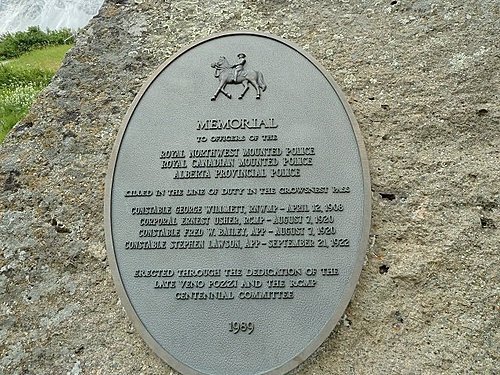 MEMORIAL
TO OFFICERS OF THE
ROYAL NORTHWEST MOUNTED POLICE
ROYAL CANADIAN MOUNTED POLICE
ALBERTA PROVINCIAL POLICE
KILLED IN THE LINE OF DUTY IN THE CROWSNEST PASS
CONSTABLE GEORGE WILLMETT, RNWMP - APRIL 12, 1908
CORPORAL ERNEST USHER, RCMP - AUGUST 7, 1920
CONSTABLE FRED W. BAILEY, APP - AUGUST 7, 1920
CONSTABLE STEPHEN LAWSON, APP - SEPTEMBER 21, 1922
ERECTED THROUGH THE DEDICATION OF THE
LATE VENO POZZI AND THE R.C.M.P
CENTENNIAL COMMITTEE
1989